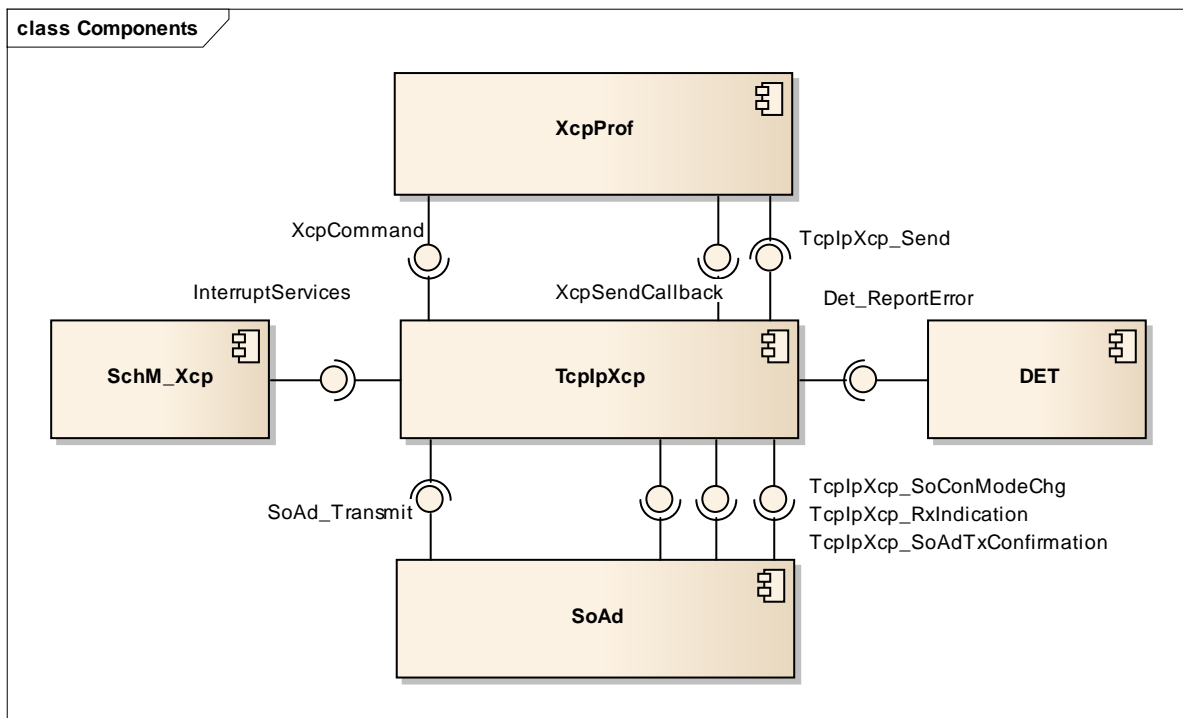 class Components
XcpProf
XcpCommand
TcpIpXcp_Send
InterruptServices
XcpSendCallback
Det_ReportError
SchM_Xcp
TcpIpXcp
DET
SoAd_Transmit
TcpIpXcp_SoConModeChg
TcpIpXcp_RxIndication
TcpIpXcp_SoAdTxConfirmation
SoAd